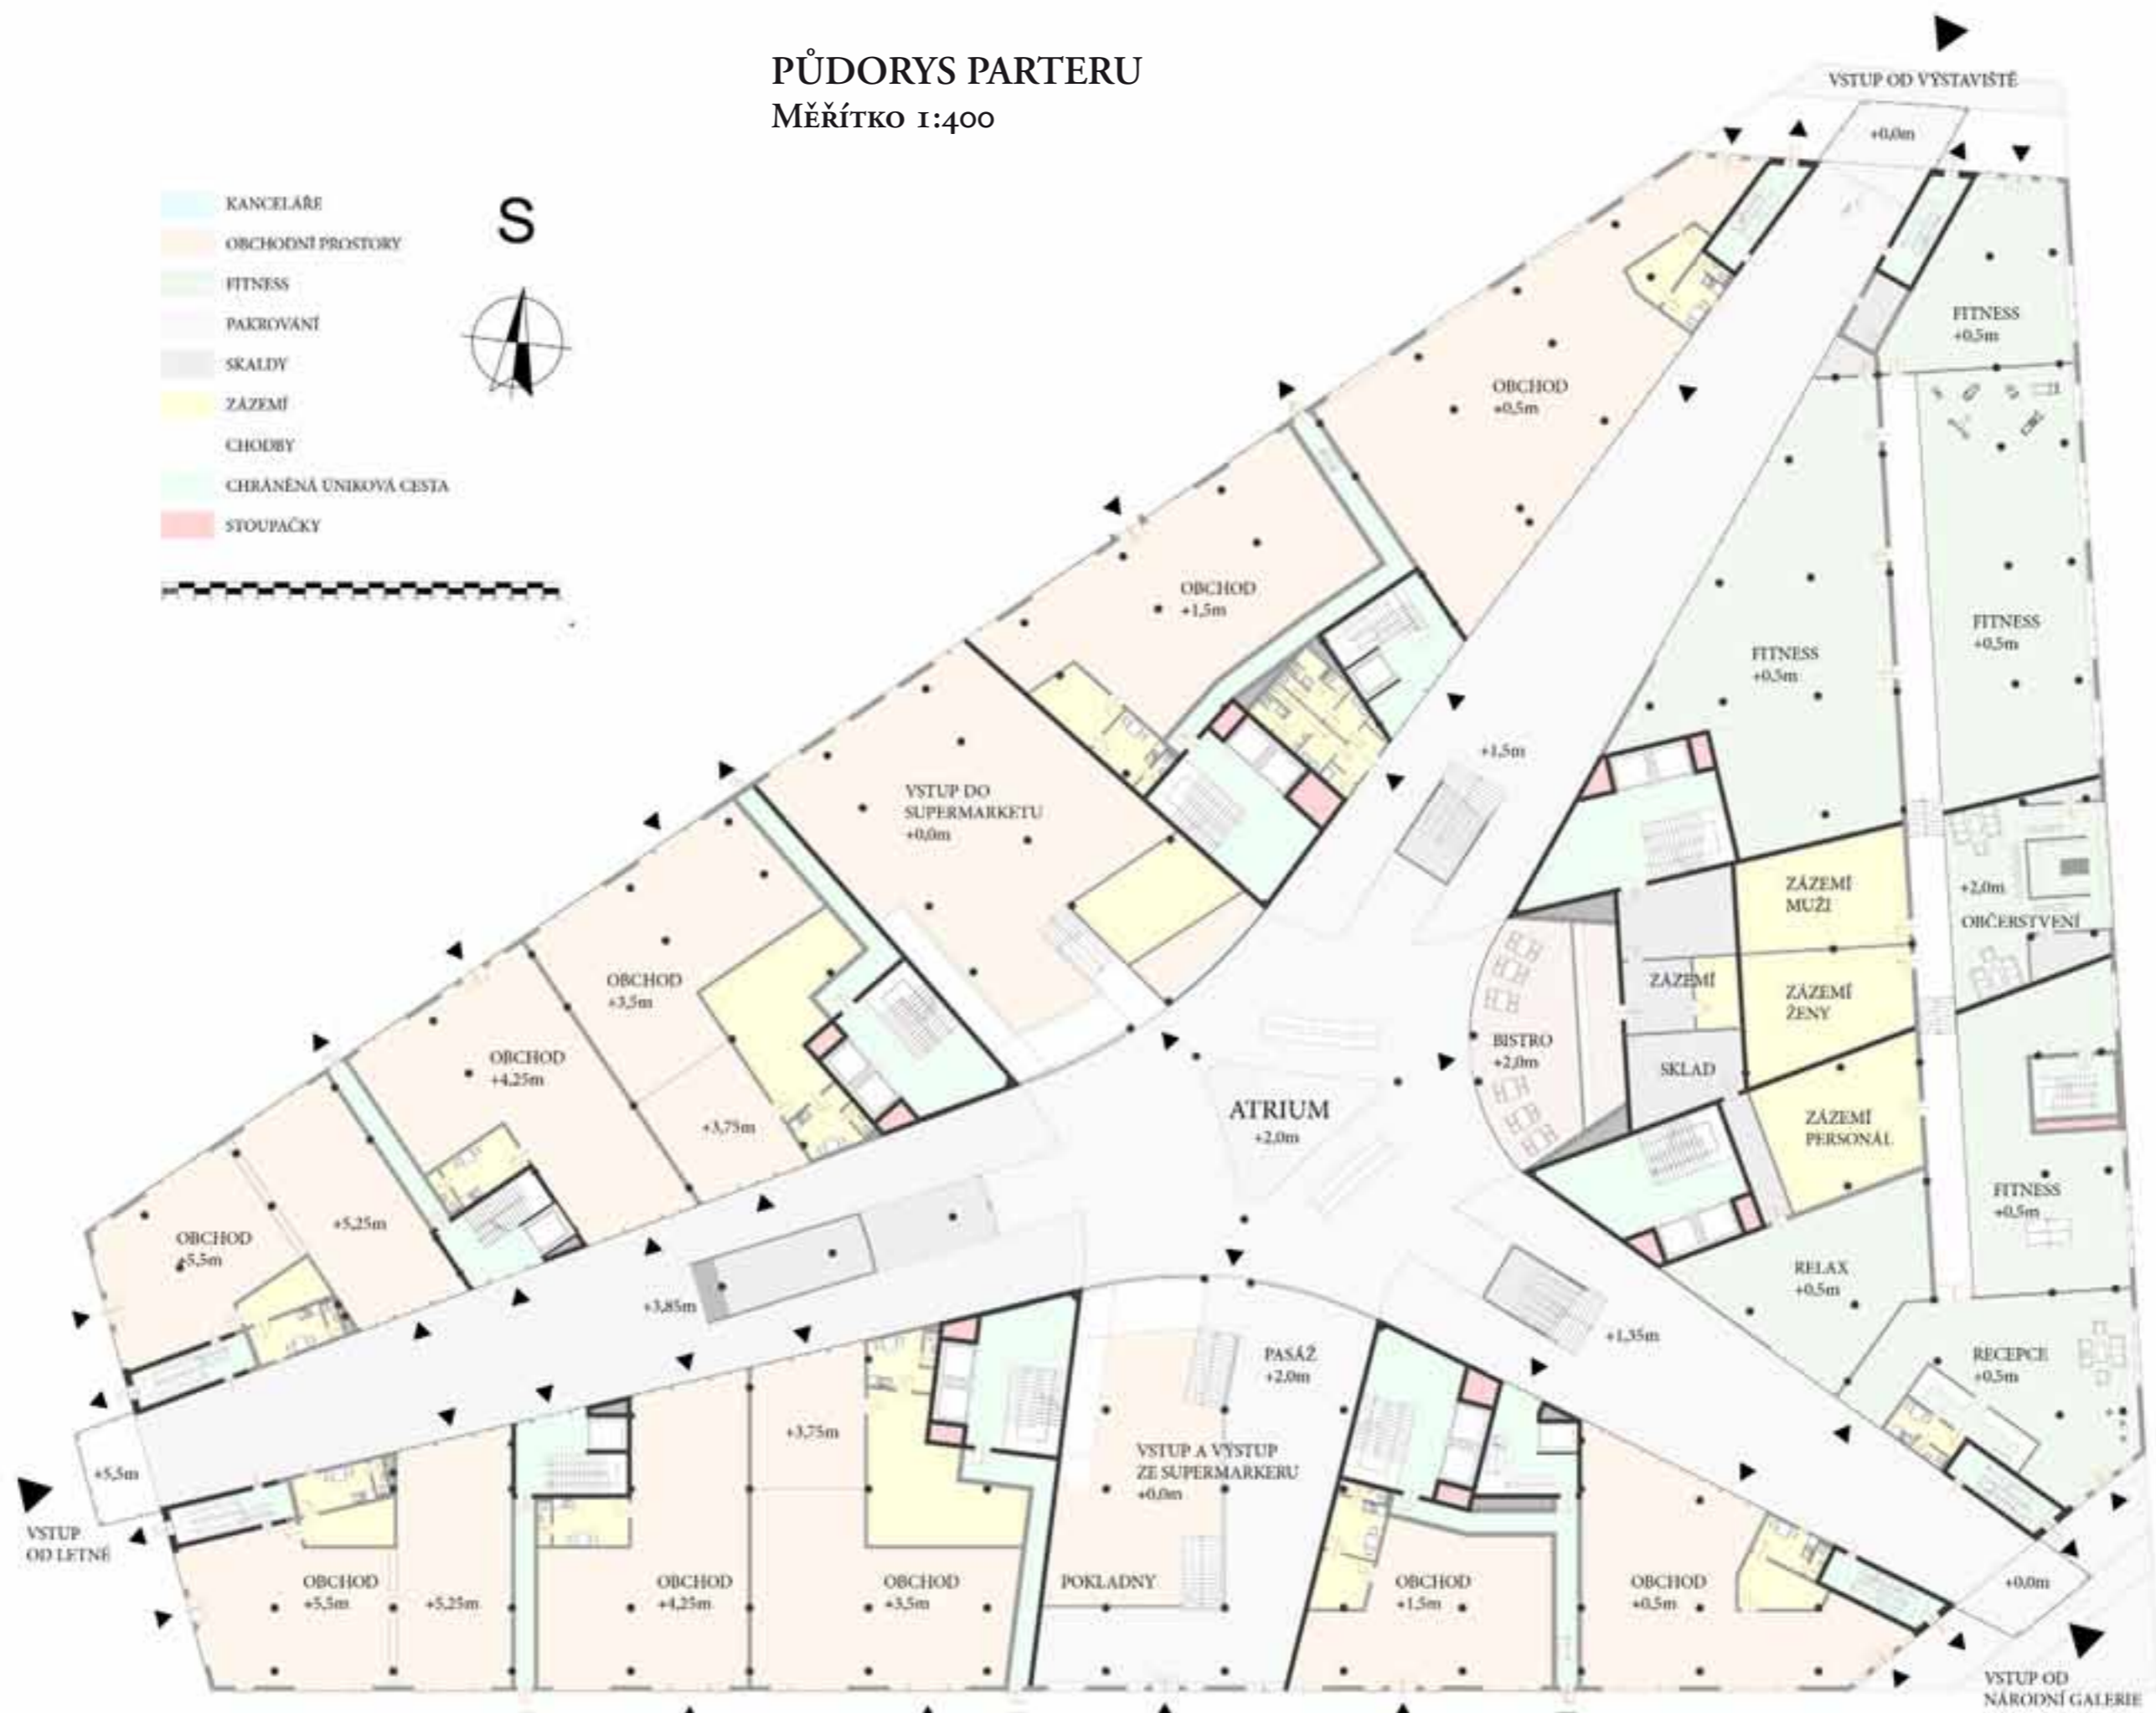 PŮDORYS PARTERU
MĚŘÍTKO 1:400
VSTUP OD VÝSTAVIŠTĚ
+0,0m
KANCELÁŘE
OBCHODNÍ PROSTORY
FITNESS
PAKROVÁNÍ
SKALDY
ZÁZEMÍ
CHODBY
CHRÁNĚNÁ ÚNIKOVÁ CESTA
STOUPAČKY
S
FITNESS
+0,5m
OBCHOD
+0,5m
OBCHOD
+1,5m
FITNESS
+0,5m
FITNESS
+0,5m
+1,5m
VSTUP DO
SUPERMARKETU
+0,0m
ZÁZEMÍ
MUŽI
+2,0m
OBČERSTVENÍ
OBCHOD
+3,5m
ZÁZEMÍ
ZÁZEMÍ
ŽENY
OBCHOD
+4,25m
BISTRO
+2,0m
SKLAD
ATRIUM
+2,0m
+3,75m
ZÁZEMÍ
PERSONÁL
FITNESS
+0,5m
OBCHOD
+5,5m
+5,25m
RELAX
+0,5m
+3,85m
+1,35m
PASÁŽ
+2,0m
RECEPCE
+0,5m
+3,75m
VSTUP A VÝSTUP
ZE SUPERMARKERU
+0,0m
+5,5m
VSTUP
OD LETNÉ
OBCHOD
+5,5m
+5,25m
OBCHOD
+4,25m
OBCHOD
+3,5m
POKLADNY
OBCHOD
+1,5m
OBCHOD
+0,5m
+0,0m
VSTUP OD
NÁRODNÍ GALERIE